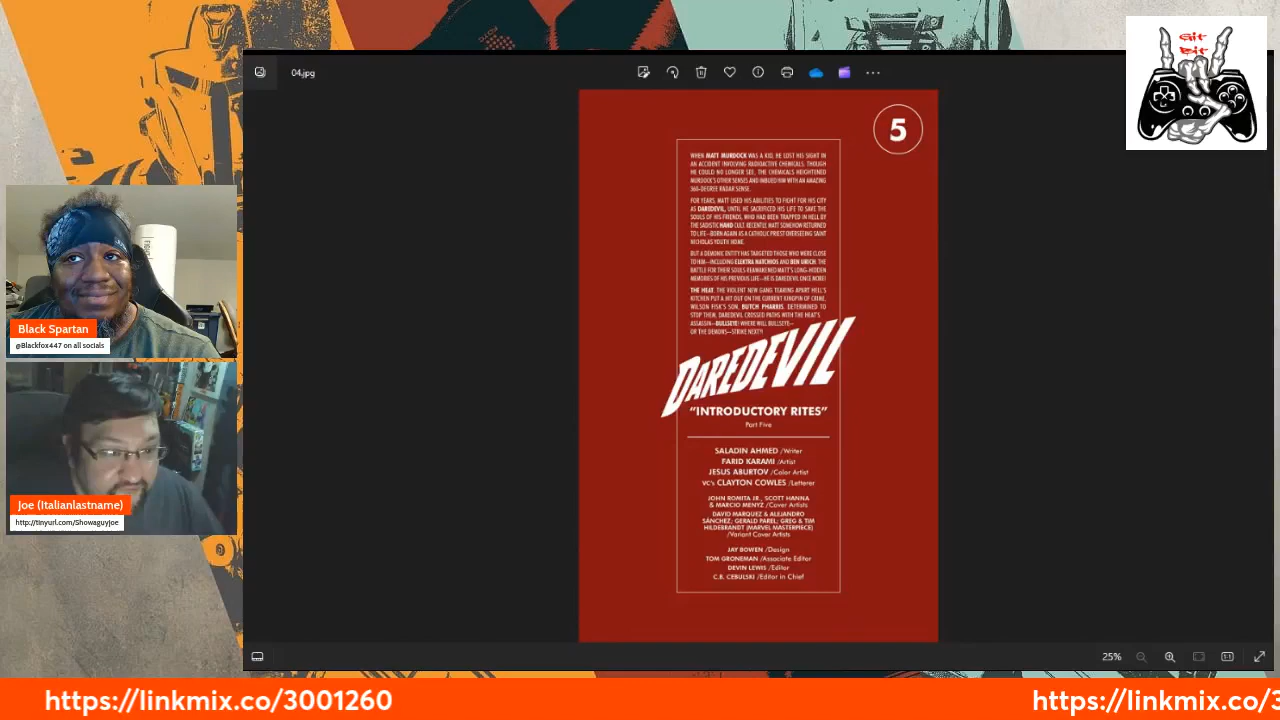 04.jpg
Git
Bit
5
WHEN MATT MURDOCK WAS A KID, HE LOST HIS SIGHT IN
AN ACCIDENT INVOLVING RADIOACTIVE CHEMICALS. THOUGH
HE COULD NO LONGER SEE, THE CHEMICALS HEIGHTENED
MURDOCK'S OTHER SENSES AND IMBUED HIM WITH AN AMAZING
360-DEGREE RADAR SENSE.
FOR YEARS, MATT USED HIS ABILITIES TO FIGHT FOR HIS CITY
AS DAREDEVIL, UNTIL HE SACRIFICED HIS LIFE TO SAVE THE
SOULS OF HIS FRIENDS, WHO HAD BEEN TRAPPED IN HELL BY
THE SADISTIC HAND CULT. RECENTLY, MATT SOMEHOW RETURNED
TO LIFE—BORN AGAIN AS A CATHOLIC PRIEST OVERSEEING SAINT
NICHOLAS YOUTH HOME.
BUT A DEMONIC ENTITY HAS TARGETED THOSE WHO WERE CLOSE
TO HIM—INCLUDING ELEKTRA NATCHIOS AND BEN URICH. THE
BATTLE FOR THEIR SOULS REAWAKENED MATT'S LONG-HIDDEN
MEMORIES OF HIS PREVIOUS LIFE—HE IS DAREDEVIL ONCE MORE!
THE HEAT, THE VIOLENT NEW GANG TEARING APART HELL'S
KITCHEN PUT A HIT OUT ON THE CURRENT KINGPIN OF CRIME,
WILSON FISK'S SON, BUTCH PHARRIS. DETERMINED TO
STOP THEM, DAREDEVIL CROSSED PATHS WITH THE HEAT'S
ASSASSIN—BULLSEYE! WHERE WILL BULLSEYE—
OR THE DEMONS—STRIKE NEXT?!
DAREDEVIL
"INTRODUCTORY RITES"
Part Five
SALADIN AHMED /Writer
FARID KARAMI /Artist
JESUS ABURTOV /Color Artist
VC's CLAYTON COWLES /Letterer
JOHN ROMITA JR., SCOTT HANNA
& MARCIO MENYZ /Cover Artists
DAVID MARQUEZ & ALEJANDRO
SÁNCHEZ; GERALD PAREL; GREG & TIM
HILDEBRANDT (MARVEL MASTERPIECE)
/Variant Cover Artists
JAY BOWEN /Design
TOM GRONEMAN /Associate Editor
DEVIN LEWIS /Editor
C.B. CEBULSKI /Editor in Chief
Black Spartan
@Blackfox447 on all socials
Joe (Italianlastname)
http://tinyurl.com/Showaguyjoe
25%
https://linkmix.co/3001260
https://linkmix.co/3